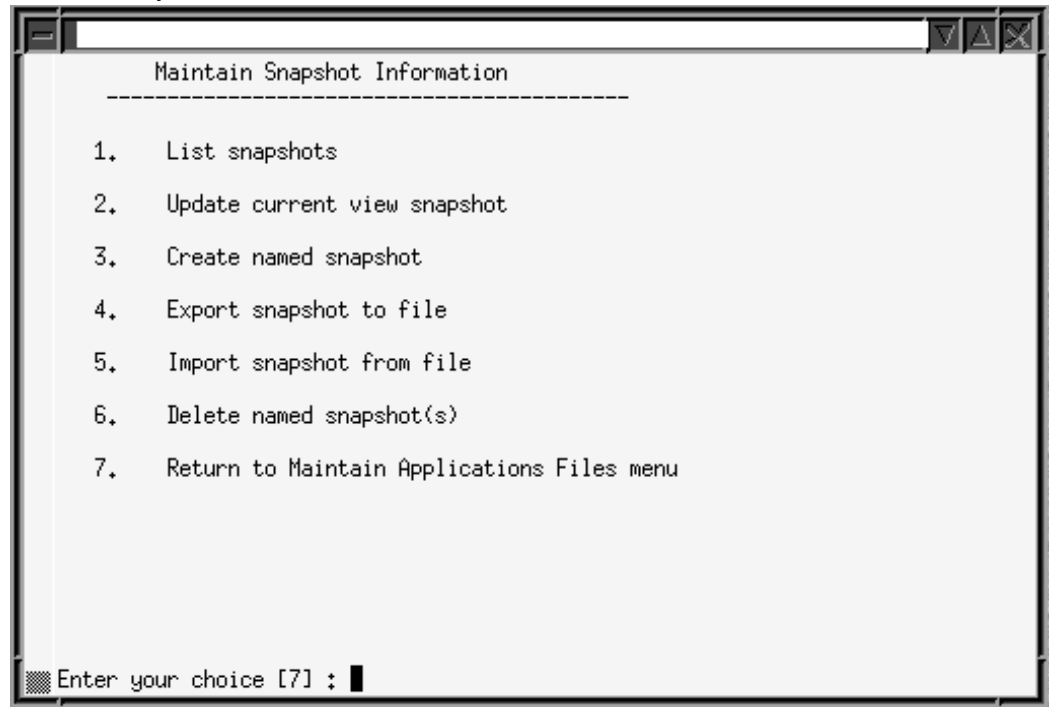 Maintain Snapshot Information
-------------------------------------------
1. List snapshots
2. Update current view snapshot
3. Create named snapshot
4. Export snapshot to file
5. Import snapshot from file
6. Delete named snapshot(s)
7. Return to Maintain Applications Files menu
Enter your choice [7] :